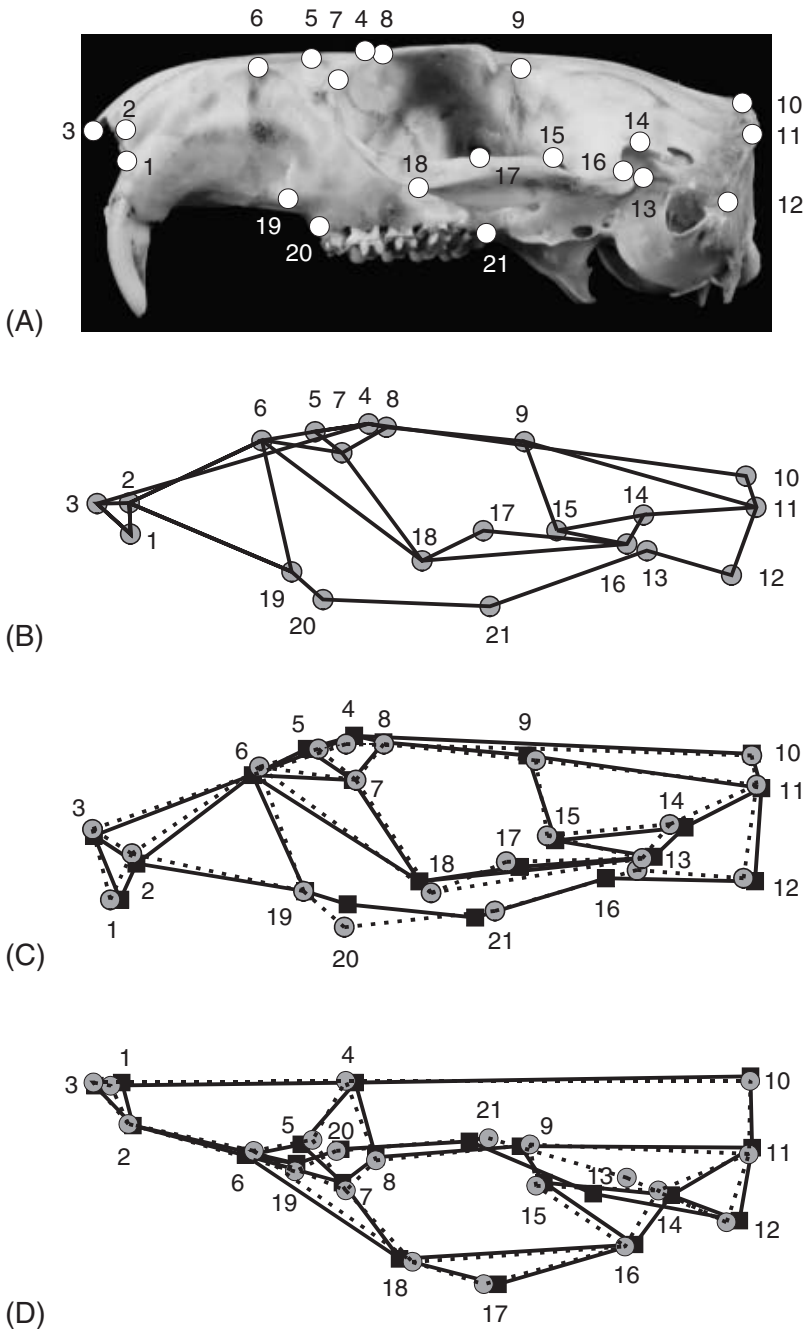 6 5 7 4 8 9
3 2 10
1 14 11
18 17 15 16
19 13 12
20 21
(A)
6 5 7 4 8 9
3 2 10
1 18 17 15 14 11
19 16 13 12
20 21
(B)
6 5 4 8 9 10
3 7 11
2 15 14
1 19 18 17 13
20 21 16 12
(C)
3 1 4 10
2 5 20 21 9 11
6 19 7 8 13
15 14 12
18 17 16
(D)